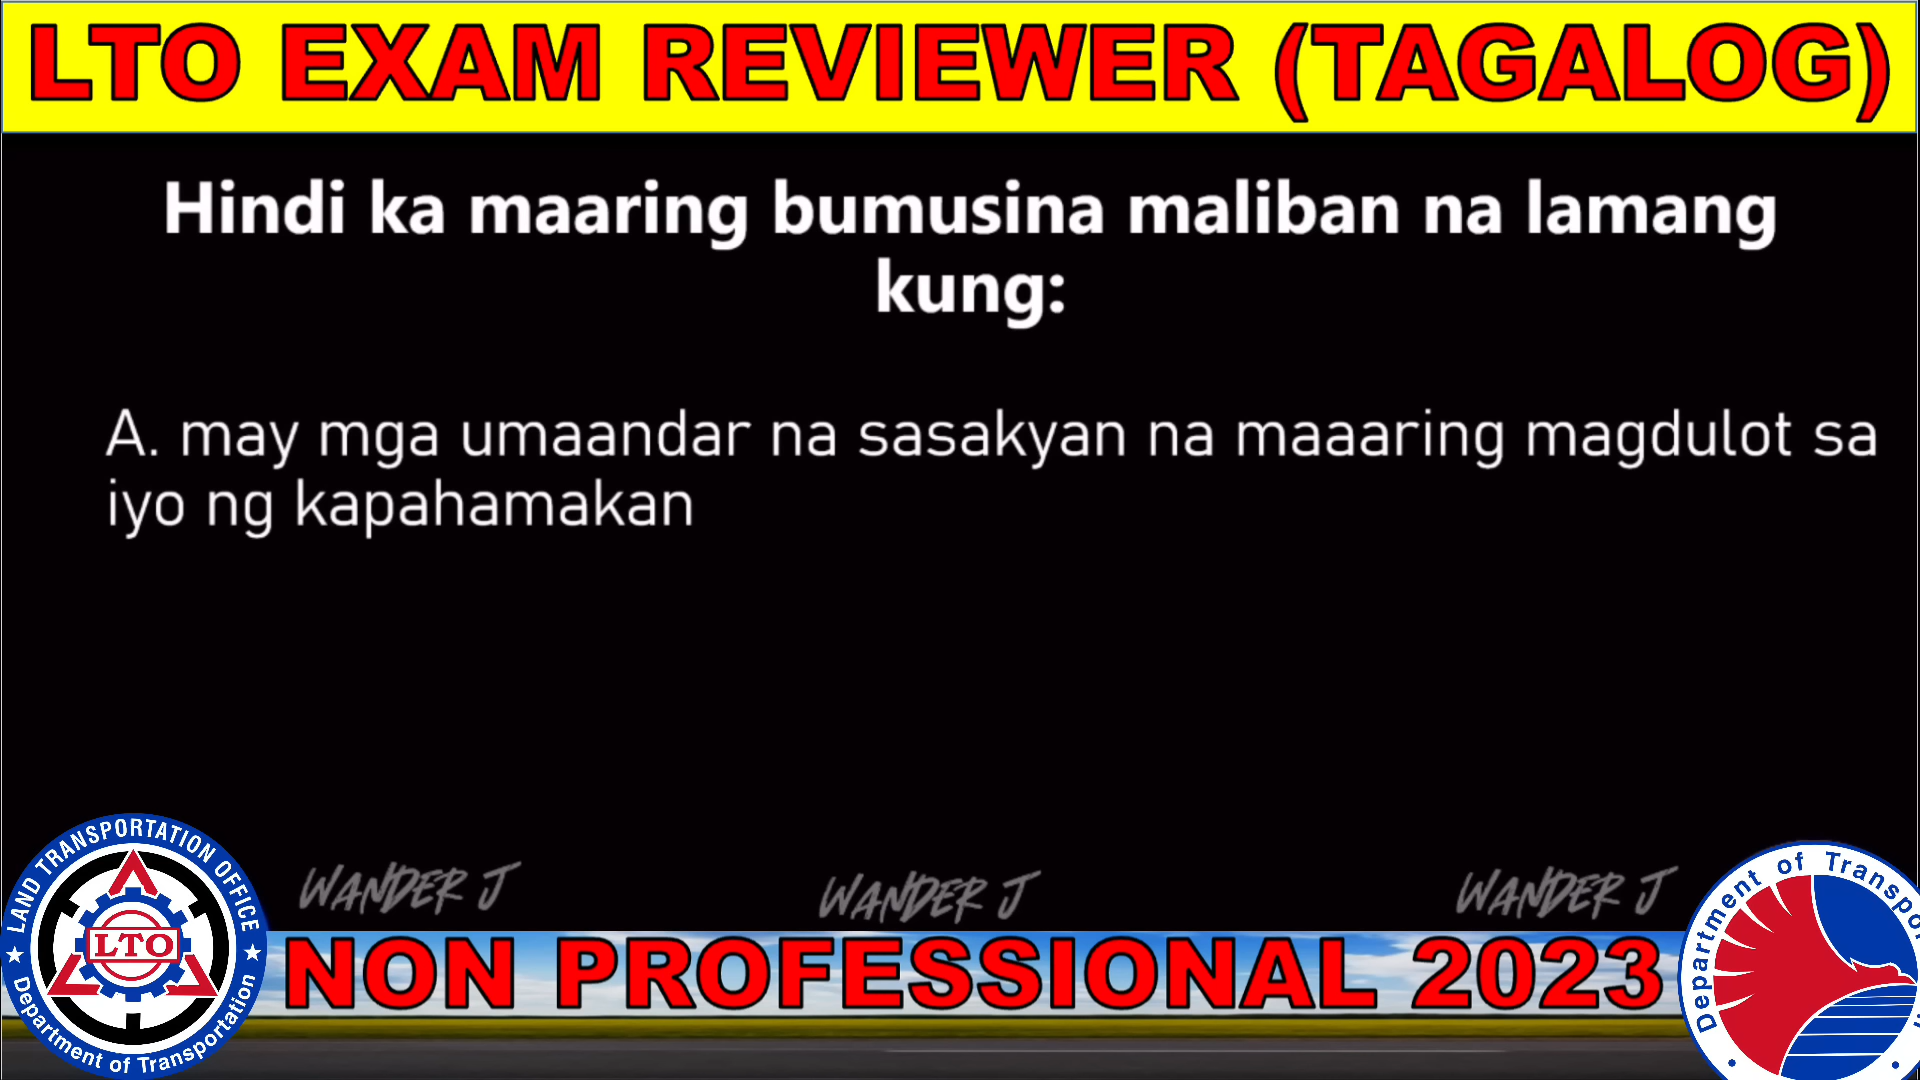 LTO EXAM REVIEWER (TAGALOG)
Hindi ka maaring bumusina maliban na lamang
kung:
A. may mga umaandar na sasakyan na maaaring magdulot sa
iyo ng kapahamakan
WANDER J WANDER J WANDER J
LAND TRANSPORTATION OFFICE
LTO
Department of Transportation
NON PROFESSIONAL 2023
Department of Transpor